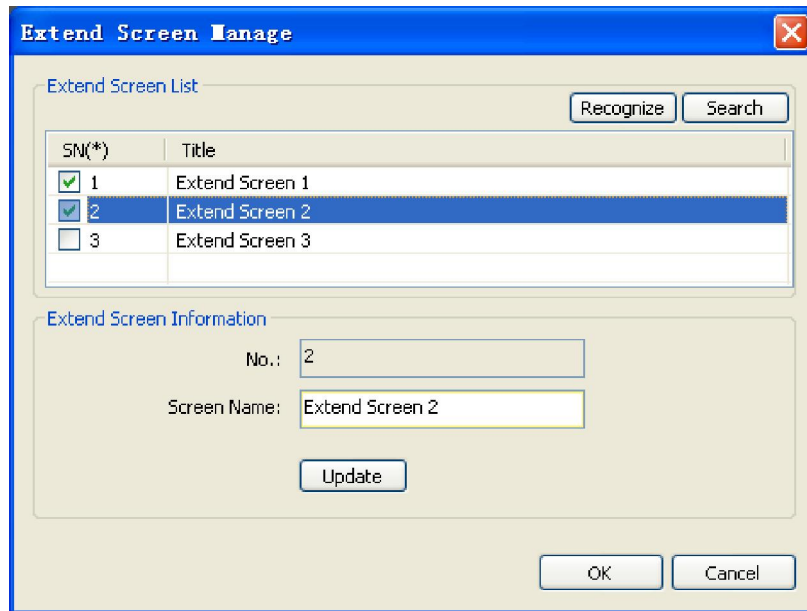 Extend Screen Manage
Extend Screen List
Recognize Search
SN(*) Title
1 Extend Screen 1
2 Extend Screen 2
3 Extend Screen 3
Extend Screen Information
No.: 2
Screen Name: Extend Screen 2
Update
OK Cancel